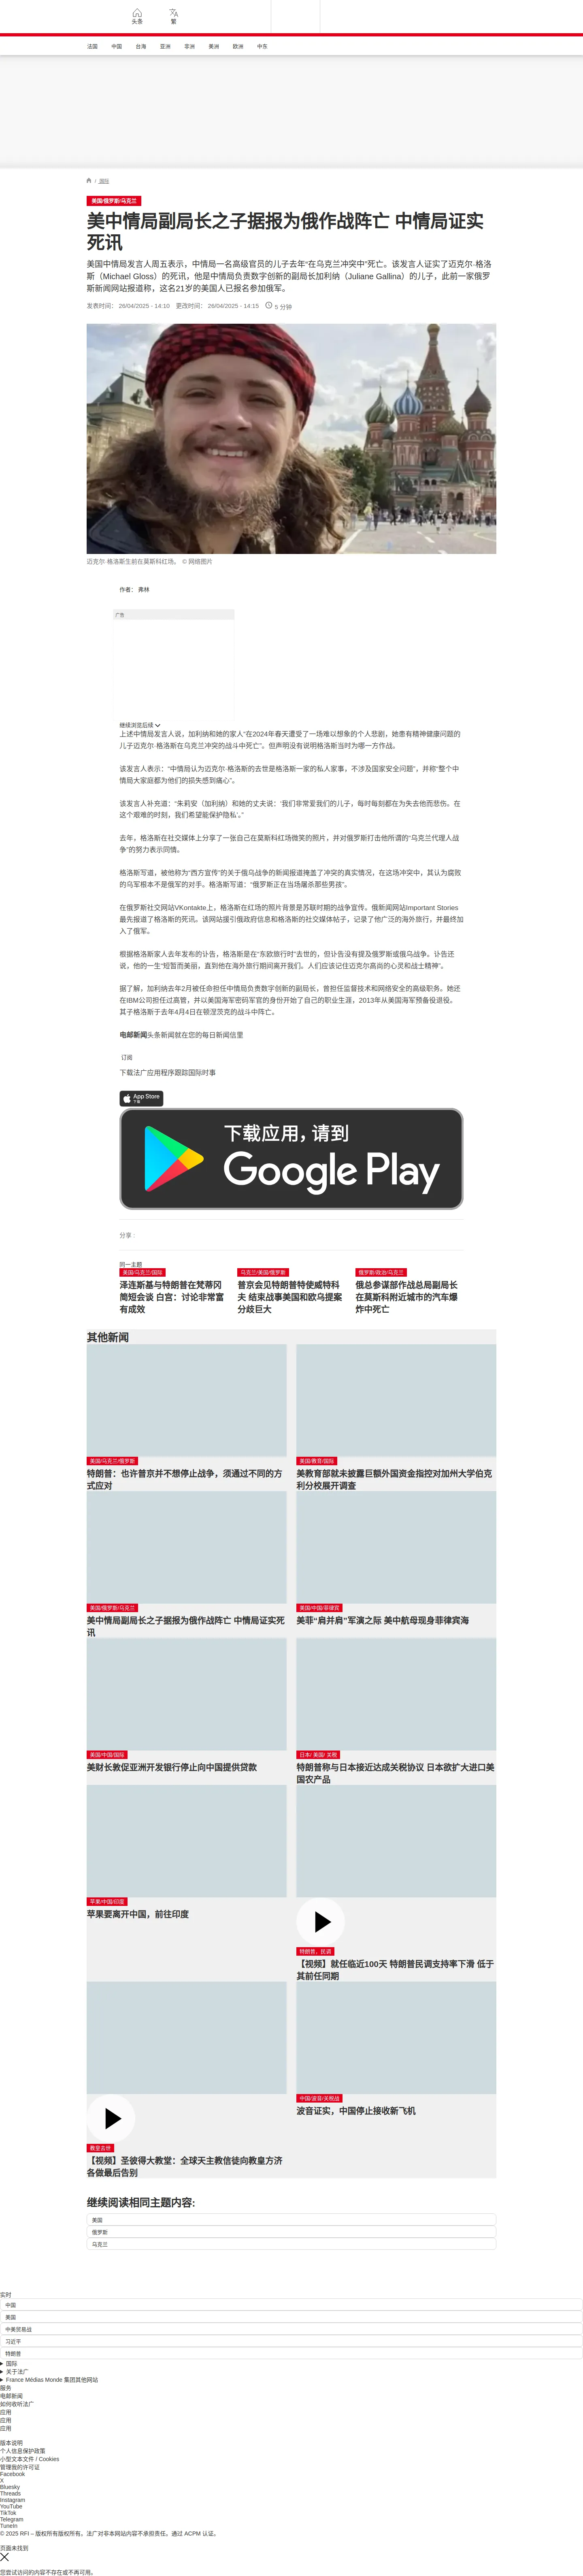 头条
繁
法国
中国
台海
亚洲
非洲
美洲
欧洲
中东
/ 国际
美国/俄罗斯/乌克兰
美中情局副局长之子据报为俄作战阵亡 中情局证实
死讯
美国中情局发言人周五表示，中情局一名高级官员的儿子去年“在乌克兰冲突中”死亡。该发言人证实了迈克尔-格洛
斯（Michael Gloss）的死讯，他是中情局负责数字创新的副局长加利纳（Juliane Gallina）的儿子，此前一家俄罗
斯新闻网站报道称，这名21岁的美国人已报名参加俄军。
发表时间： 26/04/2025 - 14:10 更改时间： 26/04/2025 - 14:15 5 分钟
迈克尔·格洛斯生前在莫斯科红场。 © 网络图片
作者： 弗林
广告
继续浏览后续
上述中情局发言人说，加利纳和她的家人“在2024年春天遭受了一场难以想象的个人悲剧，她患有精神健康问题的
儿子迈克尔·格洛斯在乌克兰冲突的战斗中死亡”。但声明没有说明格洛斯当时为哪一方作战。
该发言人表示：“中情局认为迈克尔·格洛斯的去世是格洛斯一家的私人家事，不涉及国家安全问题”，并称“整个中
情局大家庭都为他们的损失感到痛心”。
该发言人补充道：“朱莉安（加利纳）和她的丈夫说：‘我们非常爱我们的儿子，每时每刻都在为失去他而悲伤。在
这个艰难的时刻，我们希望能保护隐私’。”
去年，格洛斯在社交媒体上分享了一张自己在莫斯科红场微笑的照片，并对俄罗斯打击他所谓的“乌克兰代理人战
争”的努力表示同情。
格洛斯写道，被他称为“西方宣传”的关于俄乌战争的新闻报道掩盖了冲突的真实情况，在这场冲突中，其认为腐败
的乌军根本不是俄军的对手。格洛斯写道：“俄罗斯正在当场屠杀那些男孩”。
在俄罗斯社交网站VKontakte上，格洛斯在红场的照片背景是苏联时期的战争宣传。俄新闻网站Important Stories
最先报道了格洛斯的死讯。该网站援引俄政府信息和格洛斯的社交媒体帖子，记录了他广泛的海外旅行，并最终加
入了俄军。
根据格洛斯家人去年发布的讣告，格洛斯是在“东欧旅行时”去世的，但讣告没有提及俄罗斯或俄乌战争。讣告还
说，他的一生“短暂而美丽，直到他在海外旅行期间离开我们。人们应该记住迈克尔高尚的心灵和战士精神”。
据了解，加利纳去年2月被任命担任中情局负责数字创新的副局长，曾担任监督技术和网络安全的高级职务。她还
在IBM公司担任过高管，并以美国海军密码军官的身份开始了自己的职业生涯，2013年从美国海军预备役退役。
其子格洛斯于去年4月4日在顿涅茨克的战斗中阵亡。
电邮新闻头条新闻就在您的每日新闻信里
订阅
下载法广应用程序跟踪国际时事
App Store
下载
下载应用，请到
Google Play
分享 :
同一主题
美国/乌克兰/国际
泽连斯基与特朗普在梵蒂冈
简短会谈 白宫：讨论非常富
有成效
乌克兰/美国/俄罗斯
普京会见特朗普特使威特科
夫 结束战事美国和欧乌提案
分歧巨大
俄罗斯/政治/乌克兰
俄总参谋部作战总局副局长
在莫斯科附近城市的汽车爆
炸中死亡
其他新闻
美国/乌克兰/俄罗斯
特朗普：也许普京并不想停止战争，须通过不同的方
式应对
美国/教育/国际
美教育部就未披露巨额外国资金指控对加州大学伯克
利分校展开调查
美国/俄罗斯/乌克兰
美中情局副局长之子据报为俄作战阵亡 中情局证实死
讯
美国/中国/菲律宾
美菲“肩并肩”军演之际 美中航母现身菲律宾海
美国/中国/国际
美财长敦促亚洲开发银行停止向中国提供贷款
日本/ 美国/ 关税
特朗普称与日本接近达成关税协议 日本欲扩大进口美
国农产品
苹果/中国/印度
苹果要离开中国，前往印度
特朗普，民调
【视频】就任临近100天 特朗普民调支持率下滑 低于
其前任同期
教皇去世
【视频】圣彼得大教堂：全球天主教信徒向教皇方济
各做最后告别
中国/波音/关税战
波音证实，中国停止接收新飞机
继续阅读相同主题内容:
美国
俄罗斯
乌克兰
实时
中国
美国
中美贸易战
习近平
特朗普
国际
关于法广
France Médias Monde 集团其他网站
服务
电邮新闻
如何收听法广
应用
应用
应用
版本说明
个人信息保护政策
小型文本文件 / Cookies
管理我的许可证
Facebook
X
Bluesky
Threads
Instagram
YouTube
TikTok
Telegram
TuneIn
© 2025 RFI – 版权所有版权所有。法广对非本网站内容不承担责任。通过 ACPM 认证。
页面未找到
您尝试访问的内容不存在或不再可用。